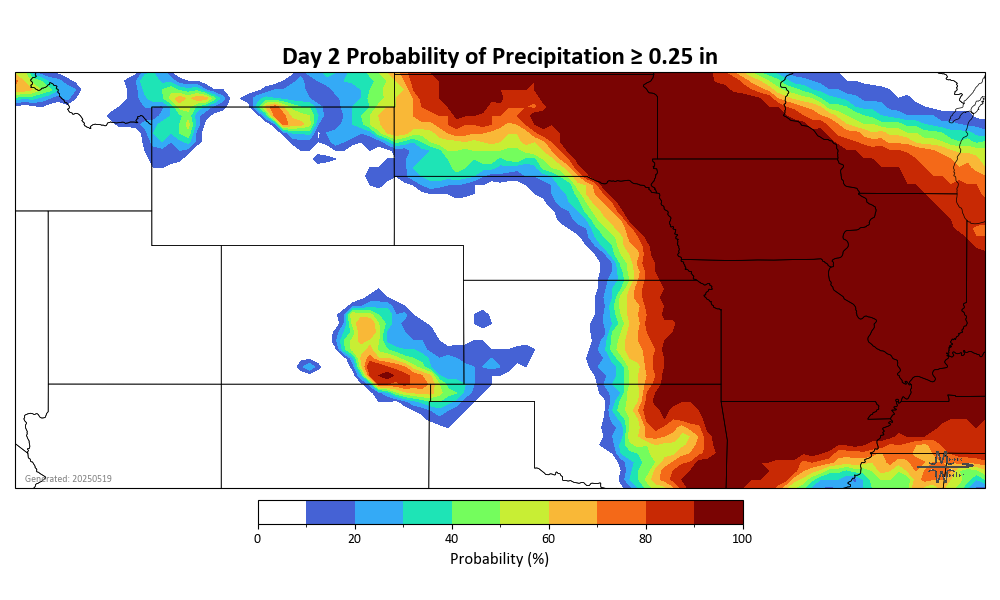 Day 2 Probability of Precipitation ≥ 0.25 in
Generated: 20250519
0 20 40 60 80 100
Probability (%)